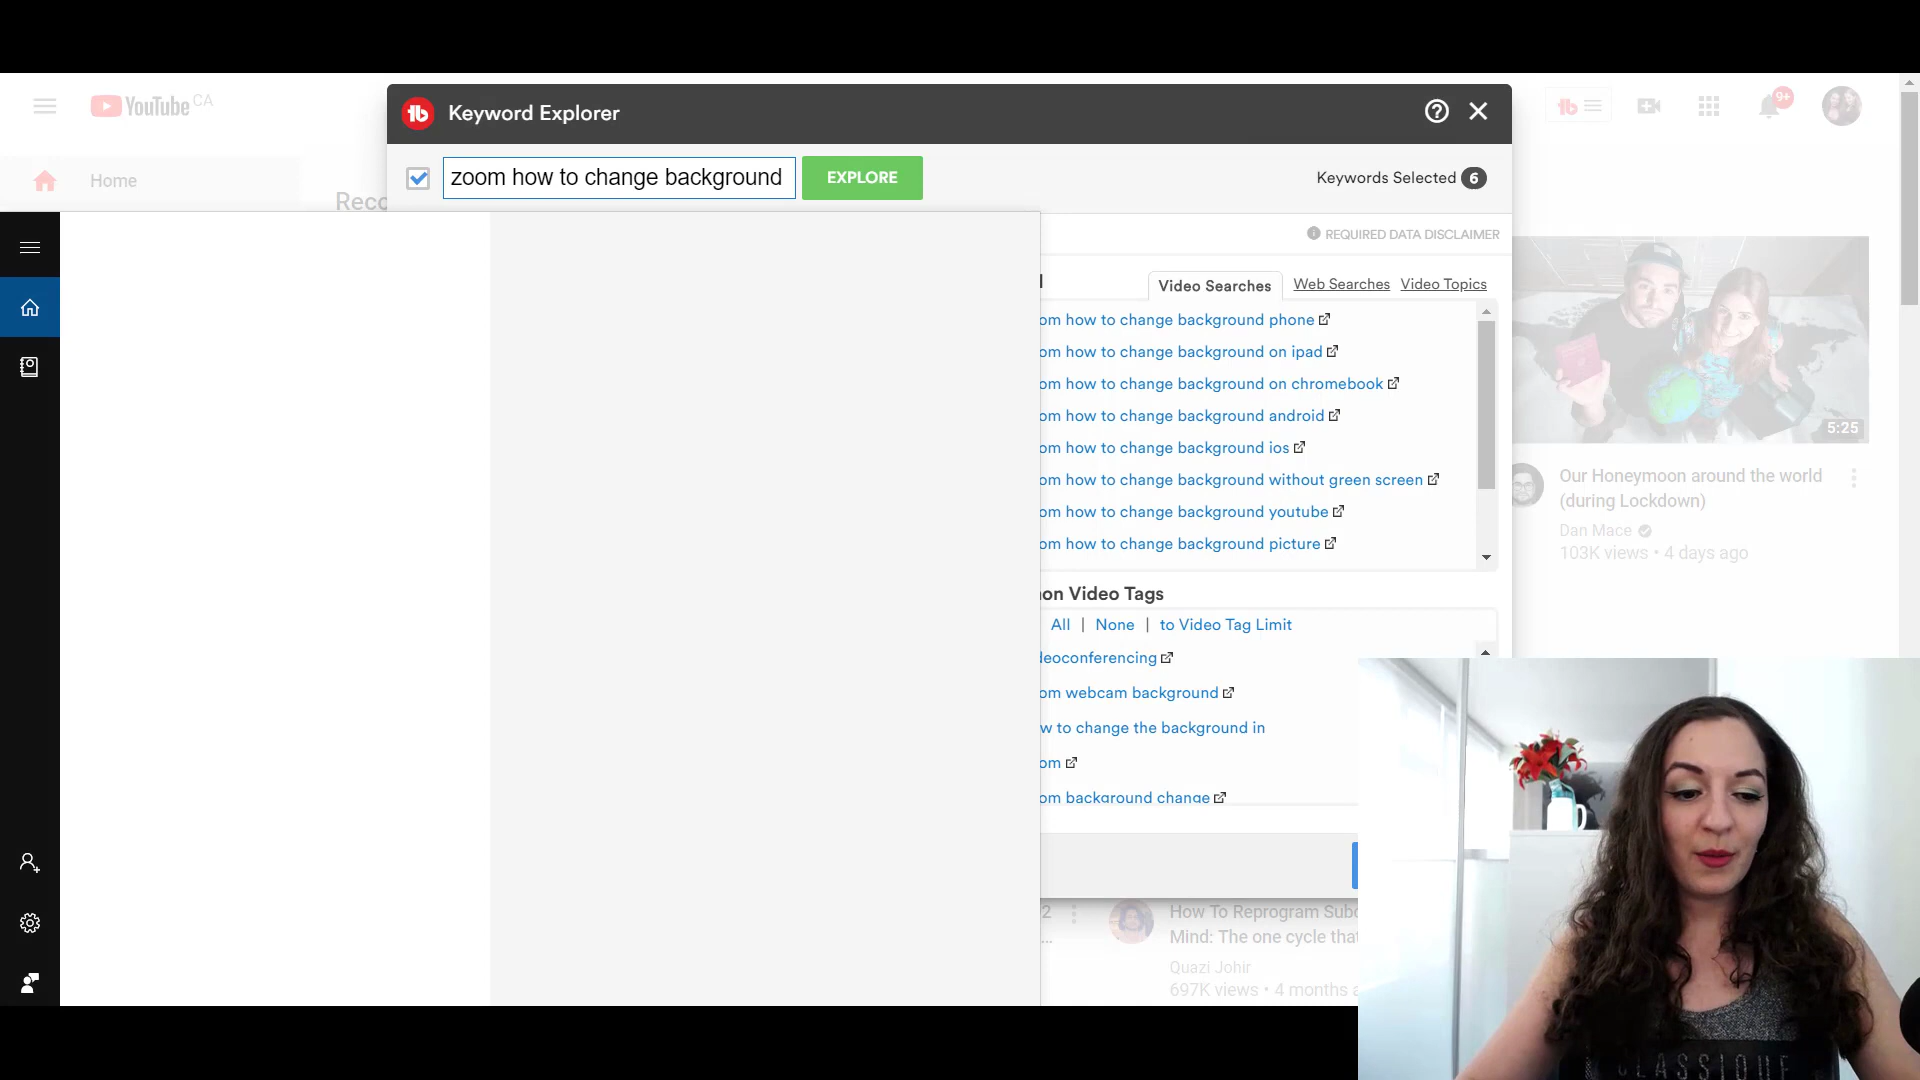 YouTube CA
Keyword Explorer
9+
Home
zoom how to change background
EXPLORE
Keywords Selected 6
REQUIRED DATA DISCLAIMER
Video Searches
Web Searches
Video Topics
om how to change background phone
om how to change background on ipad
om how to change background on chromebook
om how to change background android
om how to change background ios
om how to change background without green screen
om how to change background youtube
om how to change background picture
5:25
Our Honeymoon around the world
(during Lockdown)
Dan Mace
103K views • 4 days ago
on Video Tags
All | None | to Video Tag Limit
deoconferencing
om webcam background
w to change the background in
om
om background change
How To Reprogram Subc
Mind: The one cycle that
Quazi Johir
697K views • 4 months a
CLASSIQUE